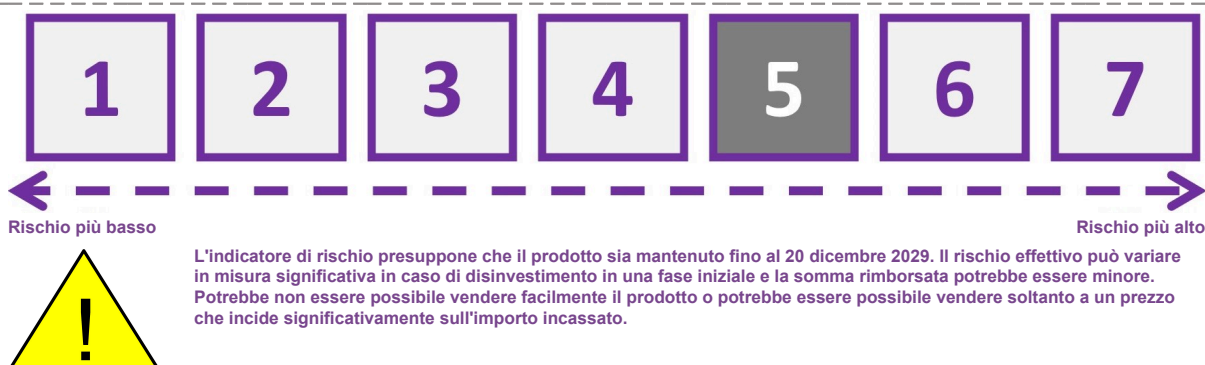 1 2 3 4 5 6 7
Rischio più basso Rischio più alto
L'indicatore di rischio presuppone che il prodotto sia mantenuto fino al 20 dicembre 2029. Il rischio effettivo può variare
in misura significativa in caso di disinvestimento in una fase iniziale e la somma rimborsata potrebbe essere minore.
Potrebbe non essere possibile vendere facilmente il prodotto o potrebbe essere possibile vendere soltanto a un prezzo
che incide significativamente sull'importo incassato.
!